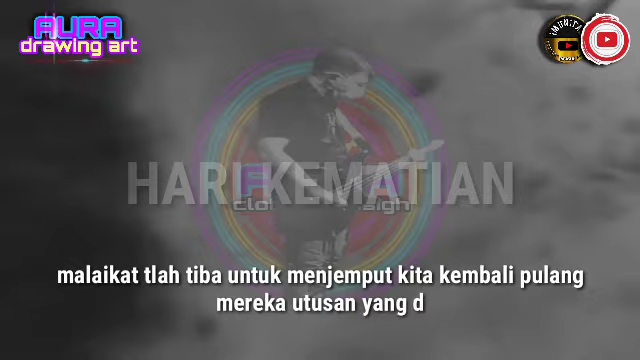 AURA
drawing art
HARI KEMATIAN
malaikat tlah tiba untuk menjemput kita kembali pulang
mereka utusan yang d